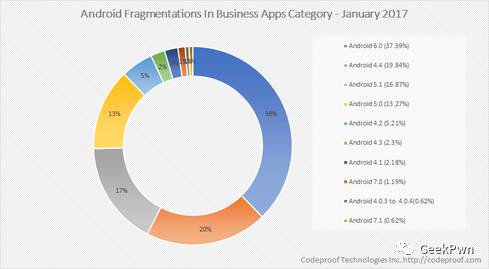 Android Fragmentations In Business Apps Category - January 2017
38%
20%
17%
13%
5%
2%
Android 6.0 (37.59%)
Android 4.4 (19.84%)
Android 5.1 (16.87%)
Android 5.0 (13.27%)
Android 4.2 (5.21%)
Android 4.3 (2.3%)
Android 4.1 (2.18%)
Android 7.0 (1.19%)
Android 4.0.3 to 4.0.4(0.62%)
Android 7.1 (0.62%)
GeekPwn
Codeproof Technologies Inc. http://codeproof.com